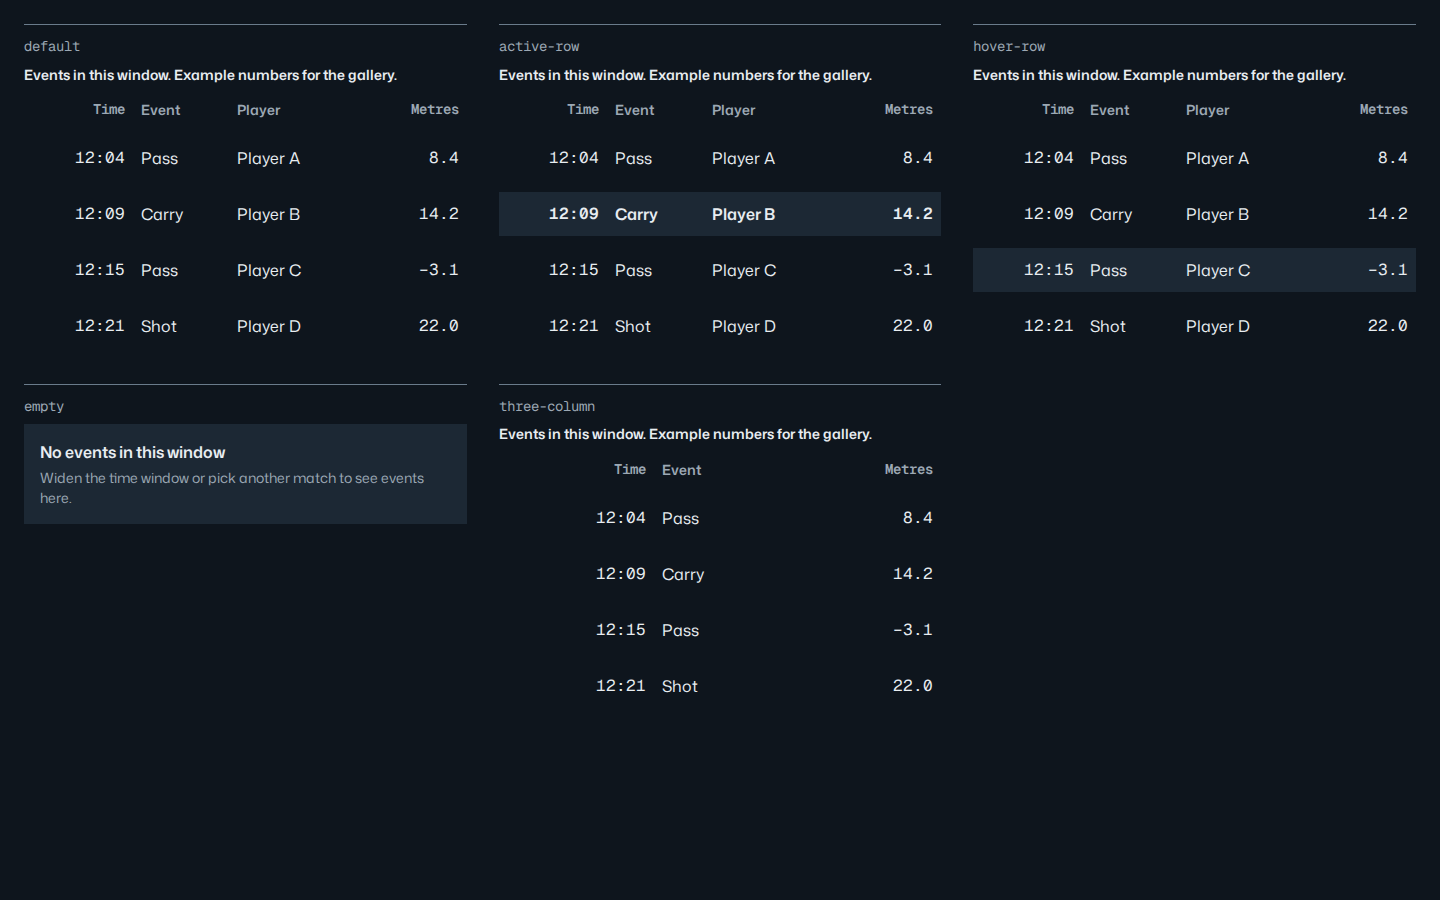 default
Events in this window. Example numbers for the gallery.
Time Event Player Metres
12:04 Pass Player A 8.4
12:09 Carry Player B 14.2
12:15 Pass Player C −3.1
12:21 Shot Player D 22.0
active-row
Events in this window. Example numbers for the gallery.
Time Event Player Metres
12:04 Pass Player A 8.4
12:09 Carry Player B 14.2
12:15 Pass Player C −3.1
12:21 Shot Player D 22.0
hover-row
Events in this window. Example numbers for the gallery.
Time Event Player Metres
12:04 Pass Player A 8.4
12:09 Carry Player B 14.2
12:15 Pass Player C −3.1
12:21 Shot Player D 22.0
empty
No events in this window
Widen the time window or pick another match to see events
here.
three-column
Events in this window. Example numbers for the gallery.
Time Event Metres
12:04 Pass 8.4
12:09 Carry 14.2
12:15 Pass −3.1
12:21 Shot 22.0